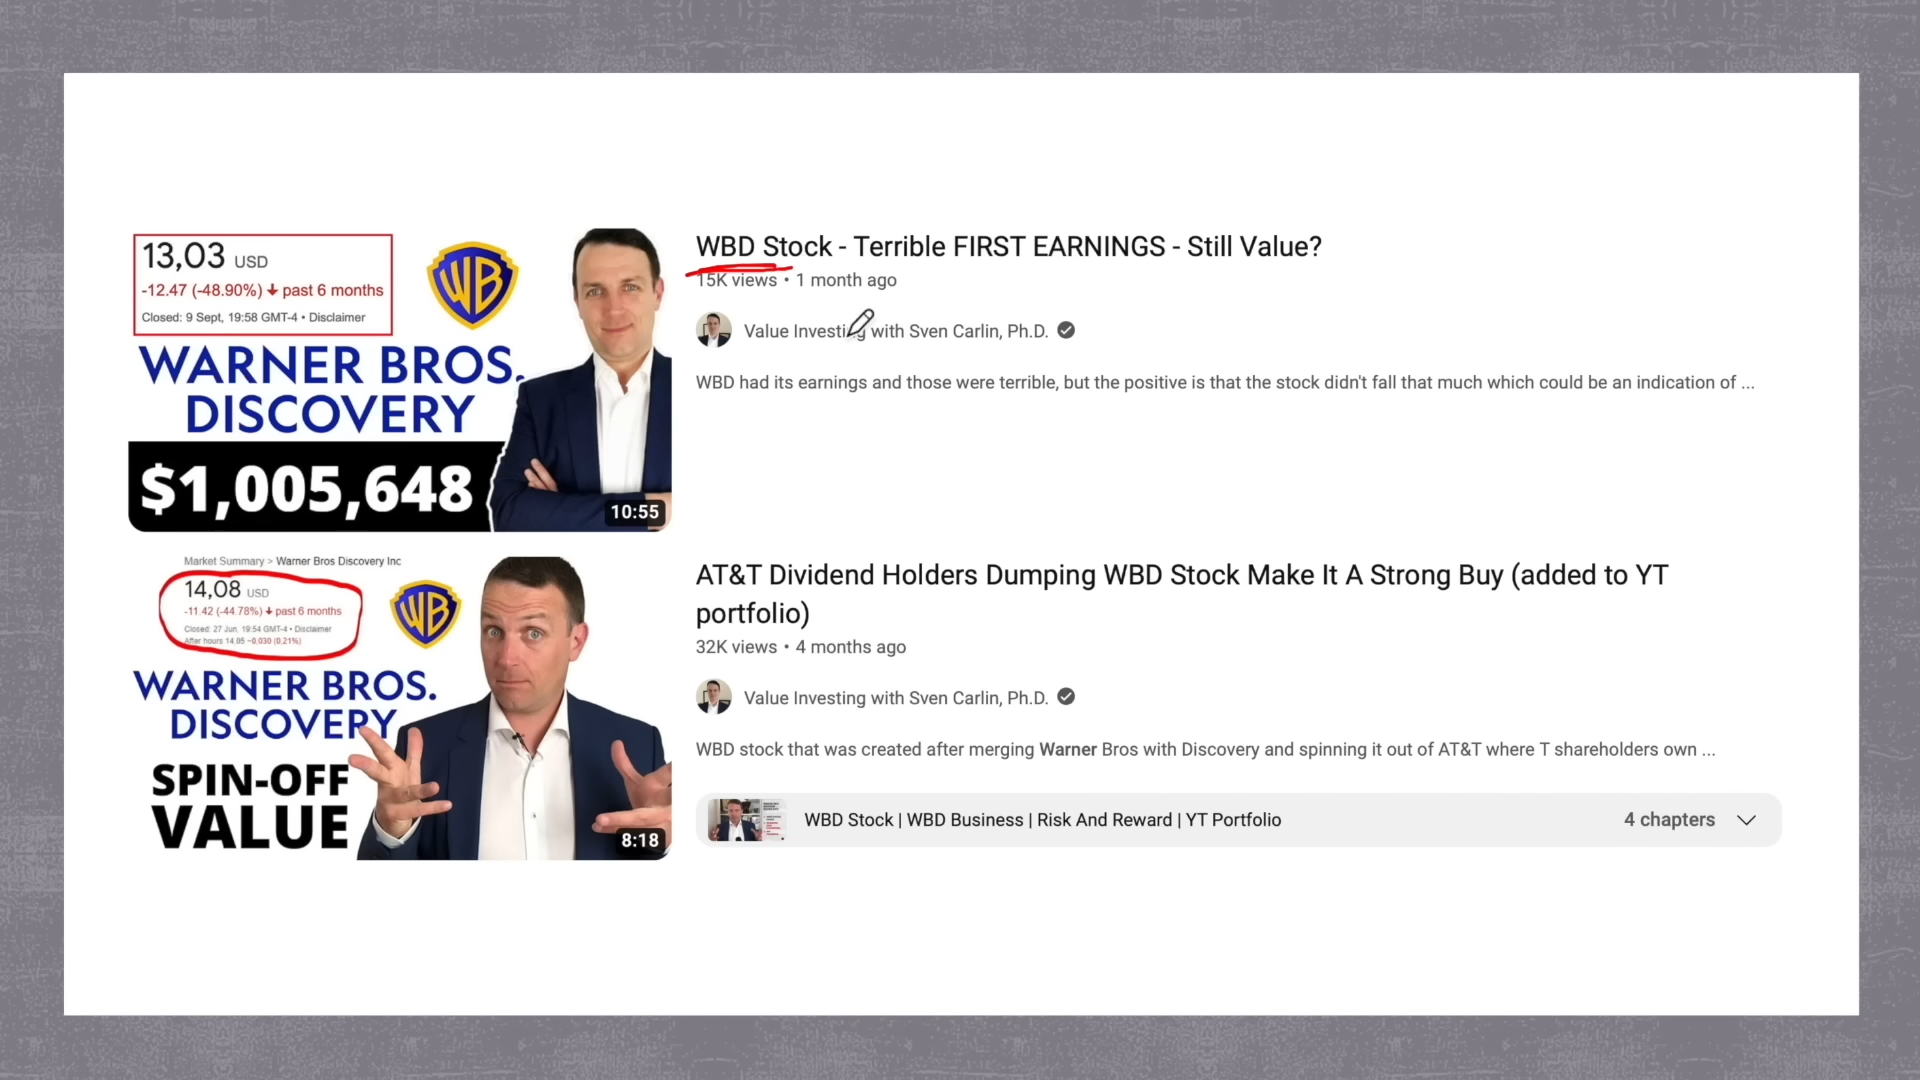 13,03 USD
-12.47 (-48.90%) ↓ past 6 months
Closed: 9 Sept, 19:58 GMT-4 • Disclaimer
WB
WARNER BROS.
DISCOVERY
$1,005,648
10:55
WBD Stock - Terrible FIRST EARNINGS - Still Value?
15K views • 1 month ago
Value Investing with Sven Carlin, Ph.D.
WBD had its earnings and those were terrible, but the positive is that the stock didn't fall that much which could be an indication of ...
Market Summary > Warner Bros Discovery Inc
14,08 USD
-11.42 (-44.78%) ↓ past 6 months
Closed: 27 Jun, 19:54 GMT-4 • Disclaimer
After hours 14.05 −0.030 (0.21%)
WB
WARNER BROS.
DISCOVERY
SPIN-OFF
VALUE
8:18
AT&T Dividend Holders Dumping WBD Stock Make It A Strong Buy (added to YT
portfolio)
32K views • 4 months ago
Value Investing with Sven Carlin, Ph.D.
WBD stock that was created after merging Warner Bros with Discovery and spinning it out of AT&T where T shareholders own ...
WBD Stock | WBD Business | Risk And Reward | YT Portfolio
4 chapters